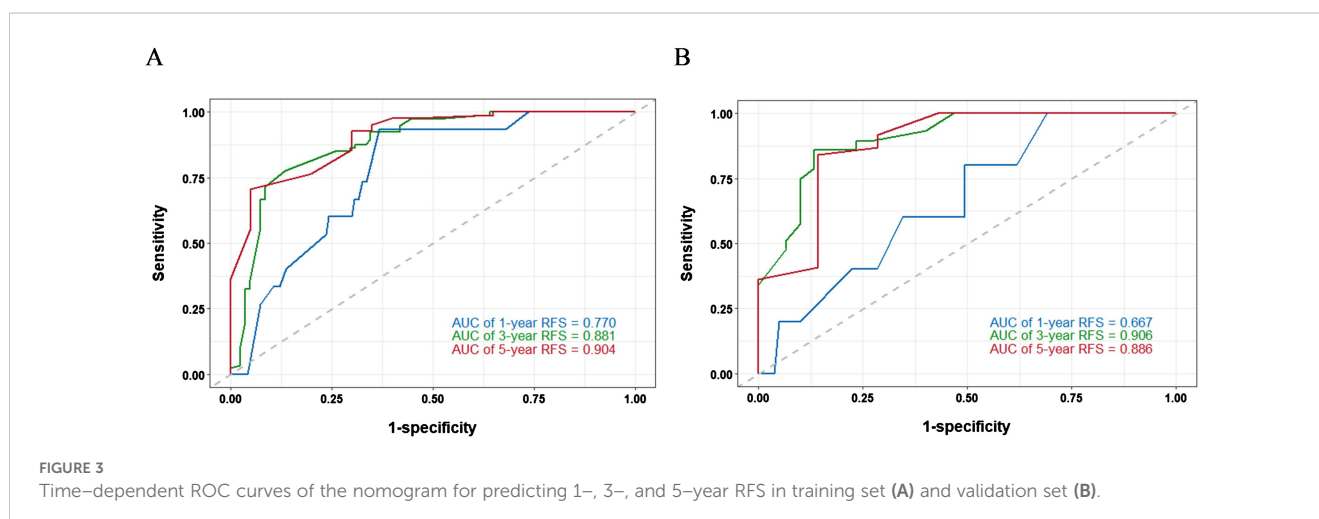 A
B
1.00
0.75
0.50
0.25
0.00
Sensitivity
AUC of 1-year RFS = 0.770
AUC of 3-year RFS = 0.881
AUC of 5-year RFS = 0.904
0.00 0.25 0.50 0.75 1.00
1-specificity
1.00
0.75
0.50
0.25
0.00
Sensitivity
AUC of 1-year RFS = 0.667
AUC of 3-year RFS = 0.906
AUC of 5-year RFS = 0.886
0.00 0.25 0.50 0.75 1.00
1-specificity
FIGURE 3
Time–dependent ROC curves of the nomogram for predicting 1–, 3–, and 5–year RFS in training set (A) and validation set (B).